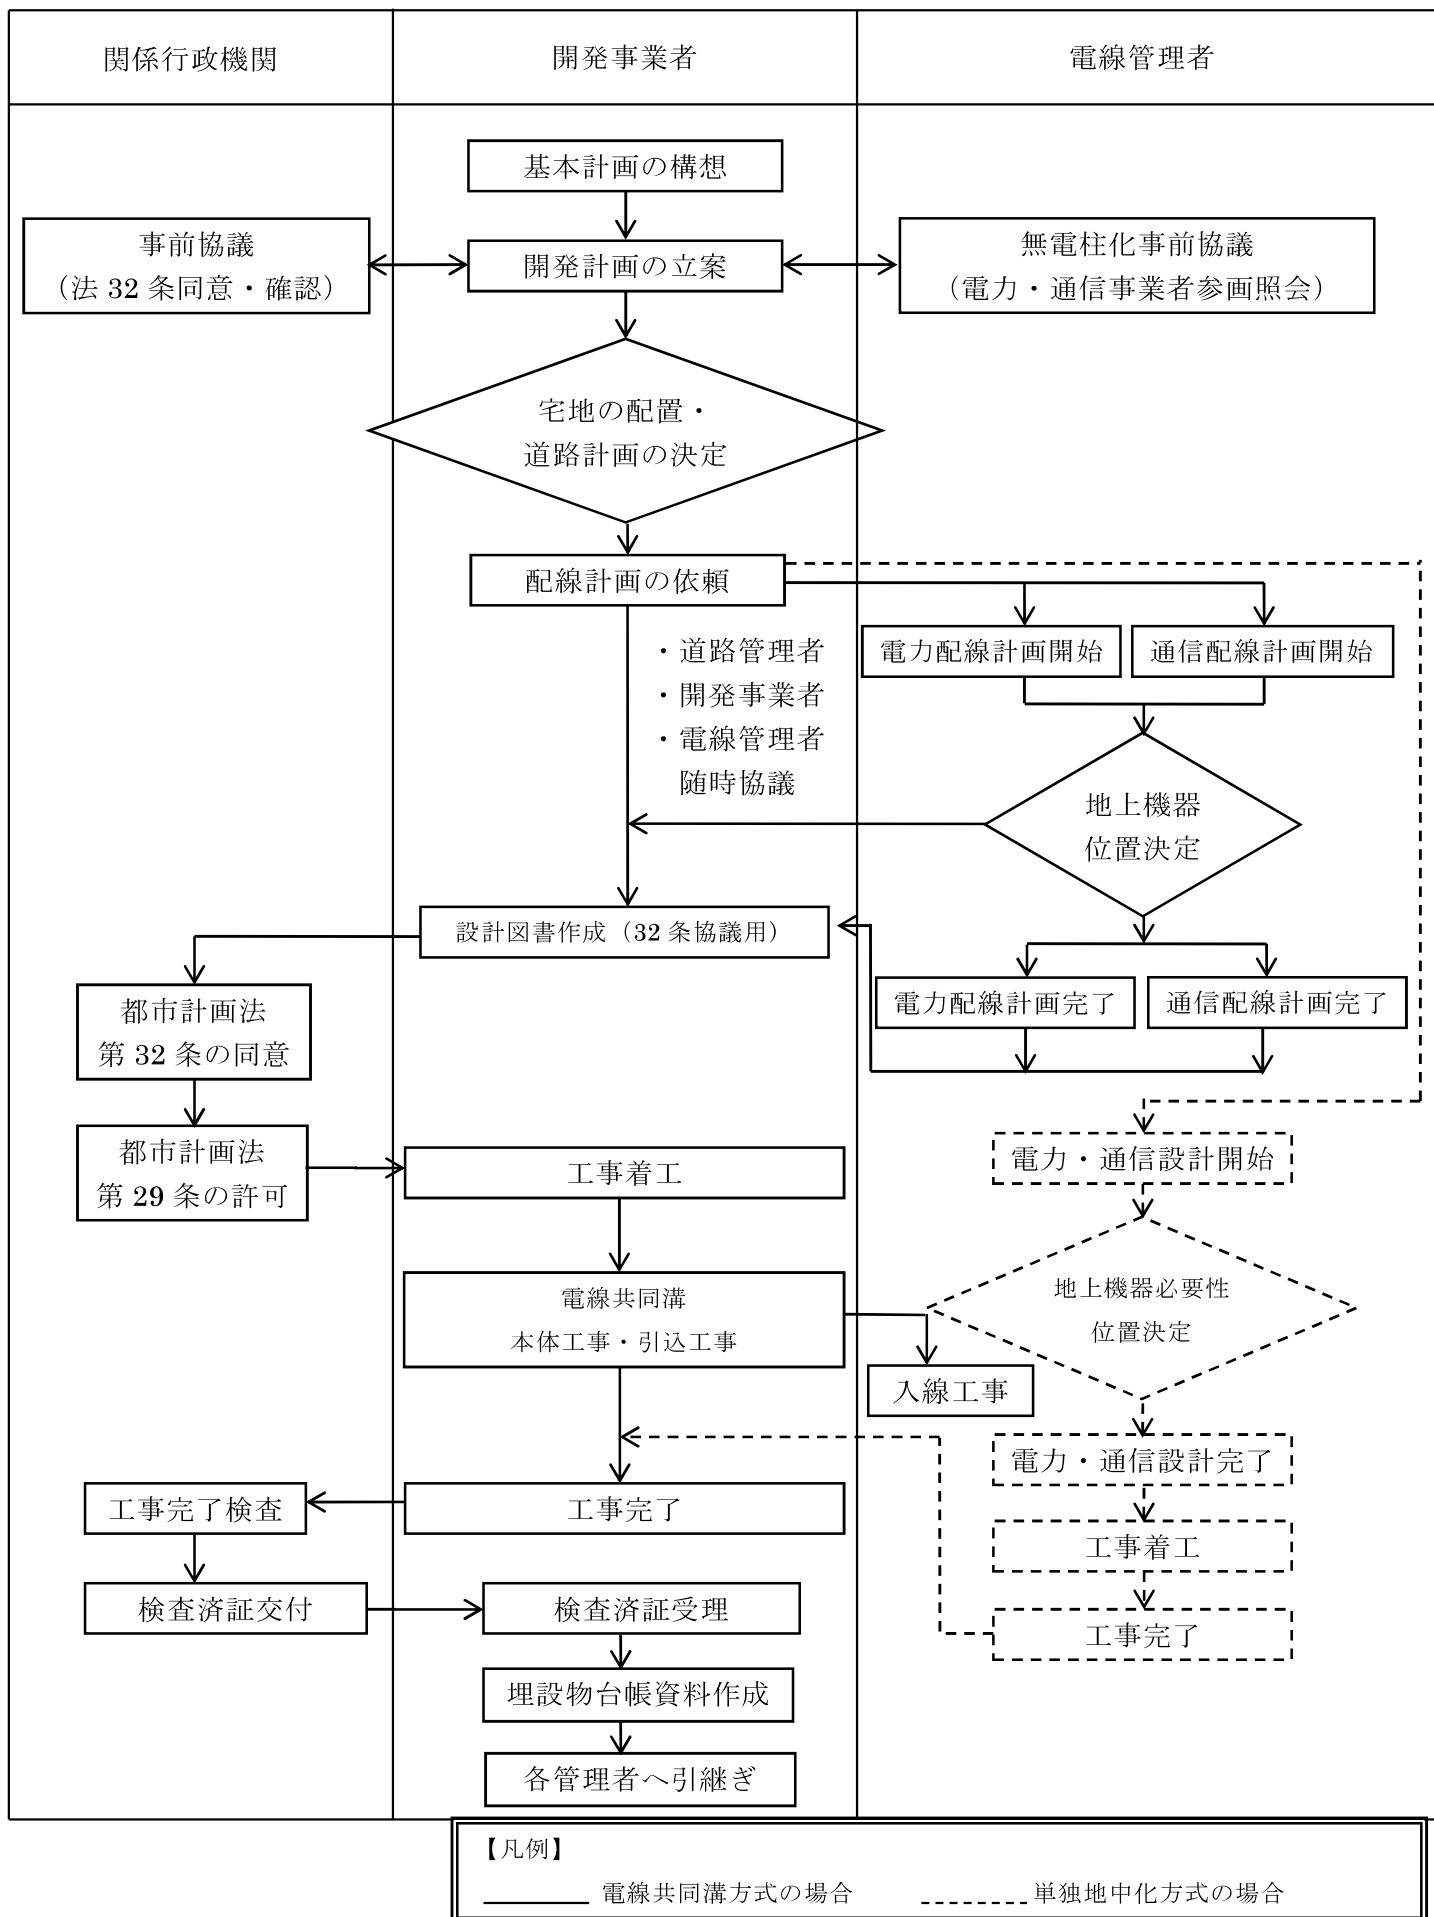 関係行政機関
開発事業者
電線管理者
基本計画の構想
事前協議
（法 32 条同意・確認）
開発計画の立案
無電柱化事前協議
（電力・通信事業者参画照会）
宅地の配置・
道路計画の決定
配線計画の依頼
・道路管理者
・開発事業者
・電線管理者
随時協議
電力配線計画開始
通信配線計画開始
地上機器
位置決定
設計図書作成（32 条協議用）
電力配線計画完了
通信配線計画完了
都市計画法
第 32 条の同意
都市計画法
第 29 条の許可
工事着工
電力・通信設計開始
電線共同溝
本体工事・引込工事
地上機器必要性
位置決定
入線工事
電力・通信設計完了
工事完了検査
工事完了
工事着工
検査済証交付
検査済証受理
工事完了
埋設物台帳資料作成
各管理者へ引継ぎ
【凡例】
電線共同溝方式の場合
単独地中化方式の場合